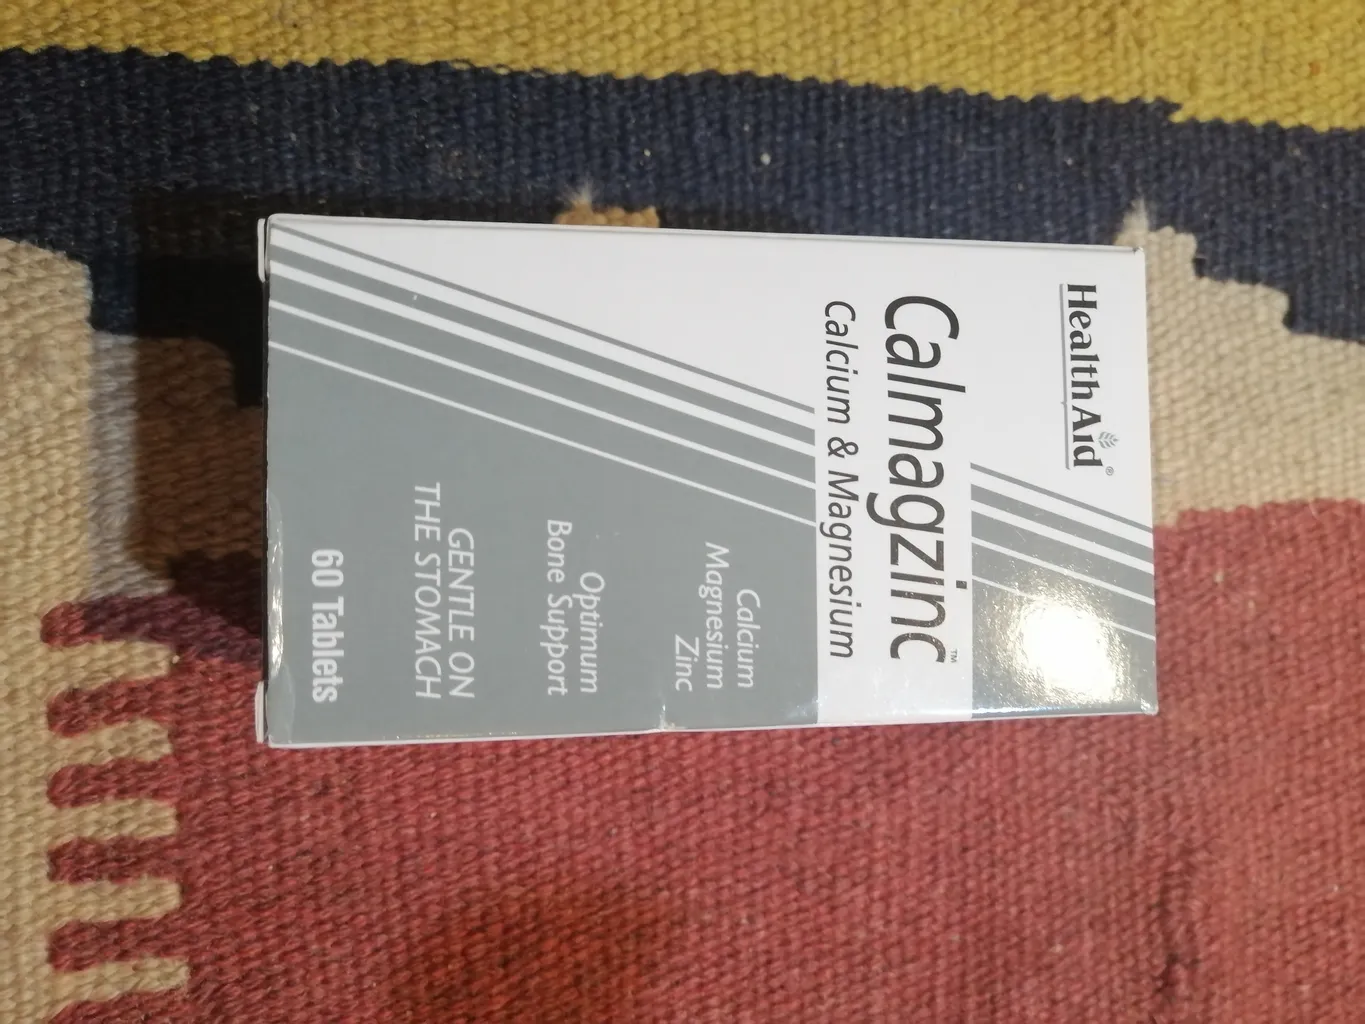 HealthAid®
Calmagzinc™
Calcium & Magnesium
Calcium
Magnesium
Zinc
Optimum
Bone Support
GENTLE ON
THE STOMACH
60 Tablets